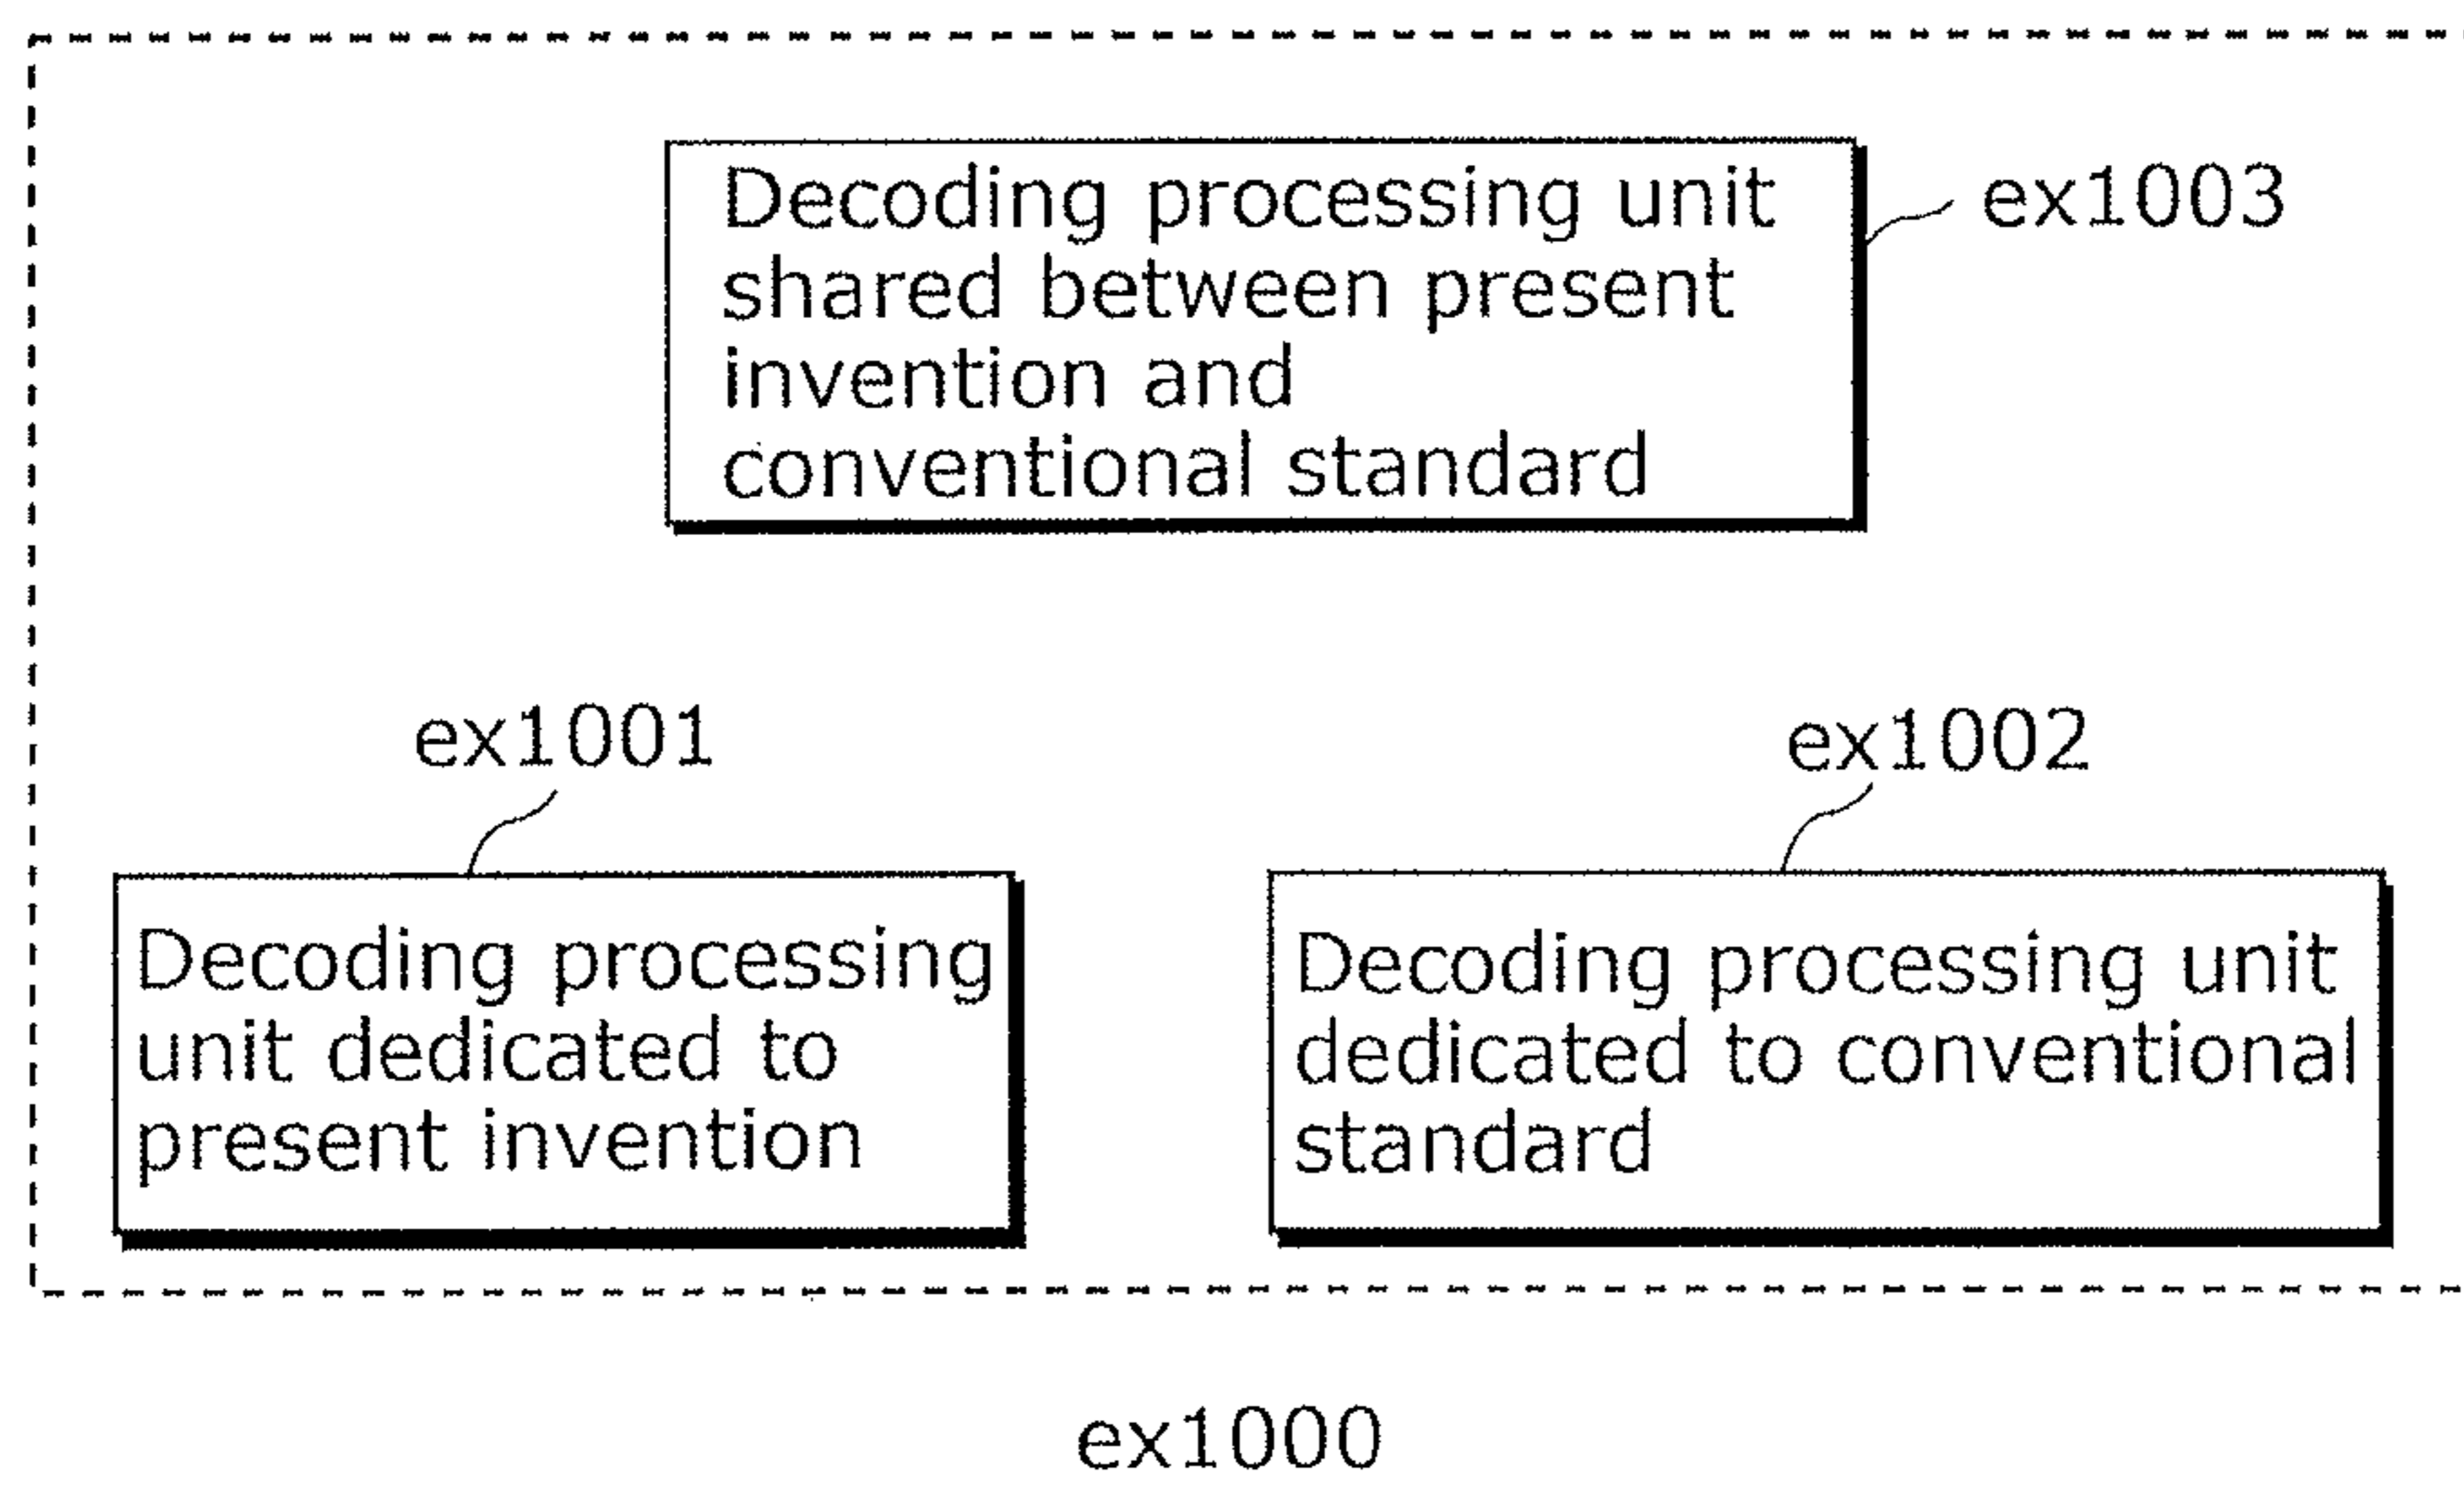 Decoding processing unit
shared between present
invention and
conventional standard
ex1003
ex1001
ex1002
Decoding processing
unit dedicated to
present invention
Decoding processing unit
dedicated to conventional
standard
ex1000